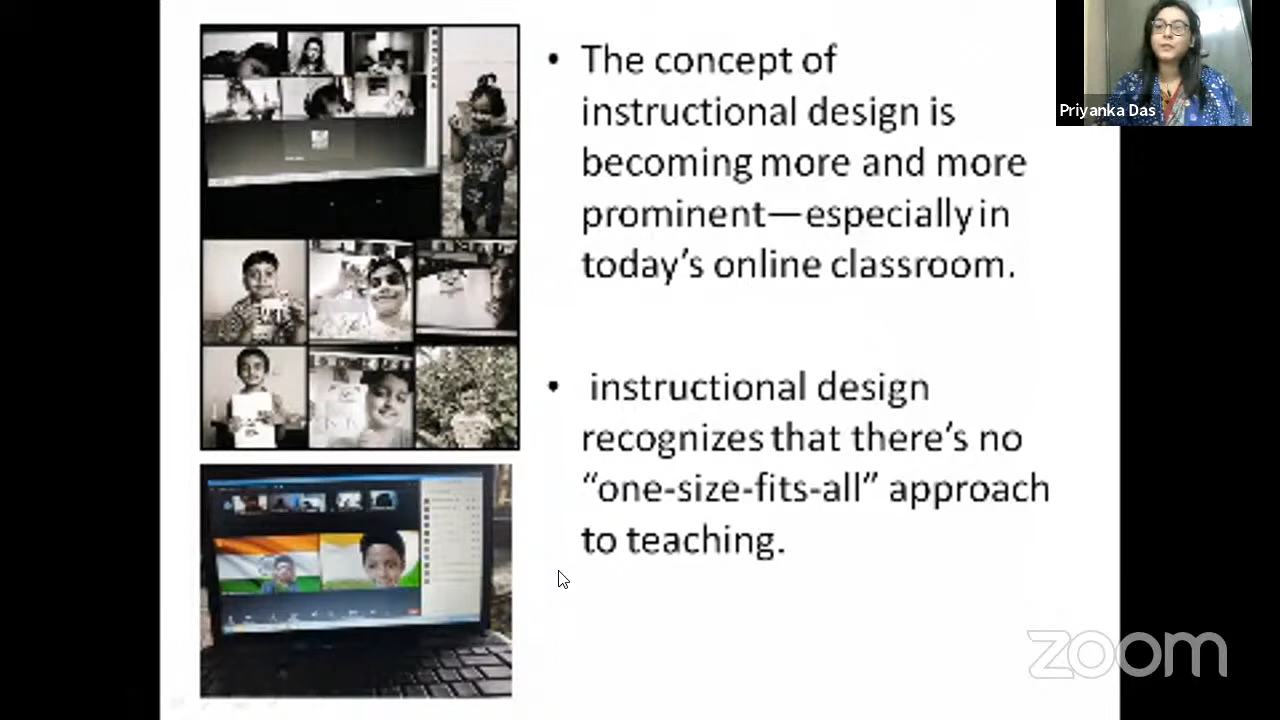 Priyanka Das
• The concept of
instructional design is
becoming more and more
prominent—especially in
today's online classroom.
• instructional design
recognizes that there's no
“one-size-fits-all” approach
to teaching.
zoom